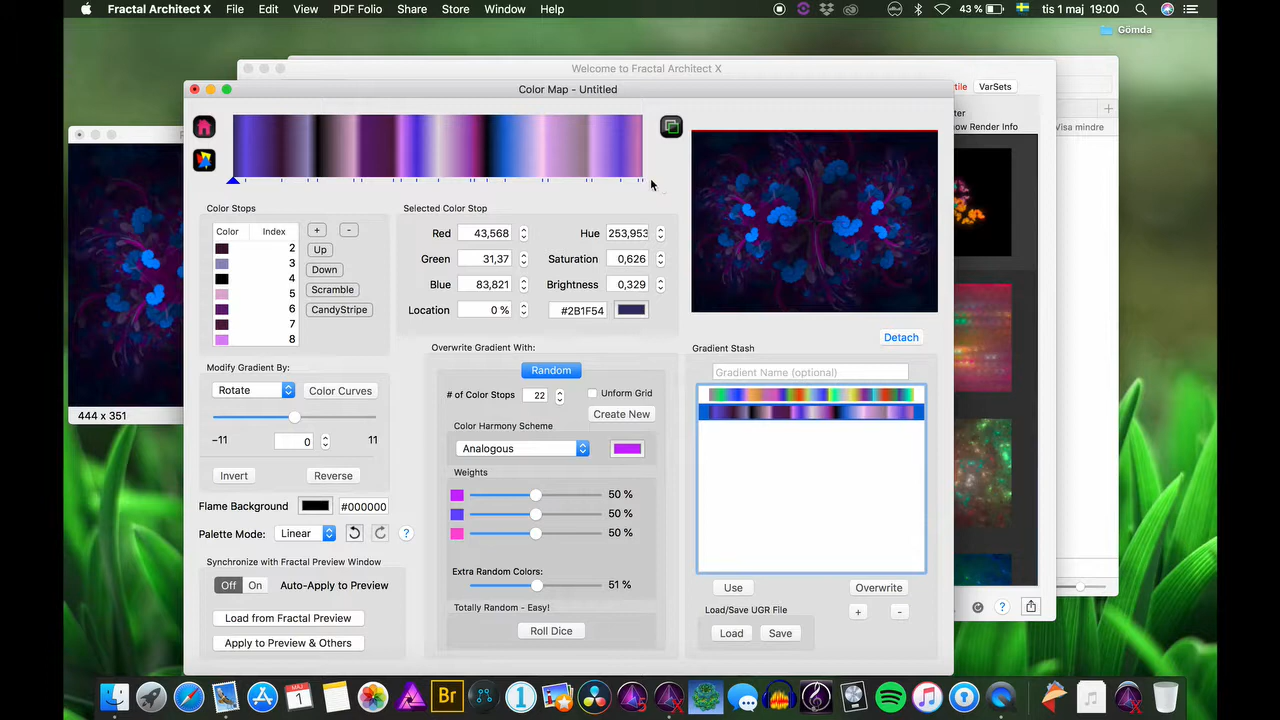 Fractal Architect X File Edit View PDF Folio Share Store Window Help 43 % tis 1 maj 19:00
Gömda
Welcome to Fractal Architect X
Color Map - Untitled
VarSets
Visa mindre
Color Stops
Color Index
2
3
4
5
6
7
8
+ -
Up
Down
Scramble
CandyStripe
Selected Color Stop
Red 43,568 Hue 253,953
Green 31,37 Saturation 0,626
Blue 83,821 Brightness 0,329
Location 0 % #2B1F54
444 x 351
Modify Gradient By:
Rotate Color Curves
-11 0 11
Invert Reverse
Flame Background #000000
Palette Mode: Linear ?
Synchronize with Fractal Preview Window
Off On Auto-Apply to Preview
Load from Fractal Preview
Apply to Preview & Others
Overwrite Gradient With:
Random
# of Color Stops 22 Unform Grid
Create New
Color Harmony Scheme
Analogous
Weights
50 %
50 %
50 %
Extra Random Colors:
51 %
Totally Random - Easy!
Roll Dice
Detach
Gradient Stash
Gradient Name (optional)
Use Overwrite
Load/Save UGR File + -
Load Save
?
Br